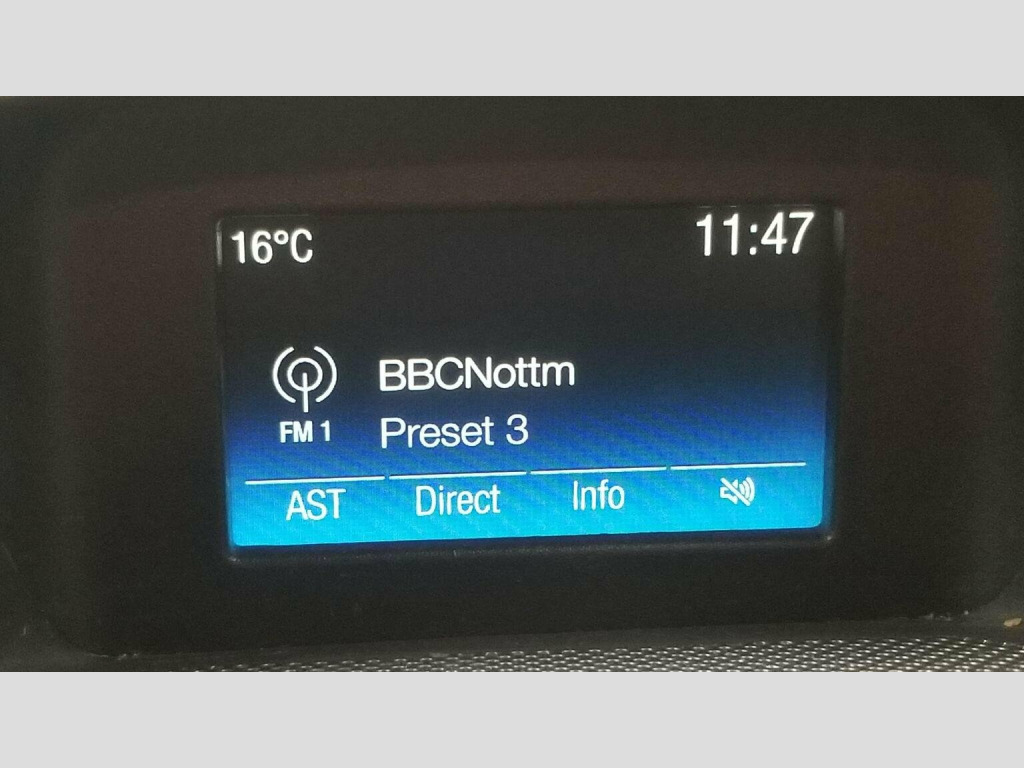 16°C 11:47
BBCNottm
FM 1 Preset 3
AST Direct Info